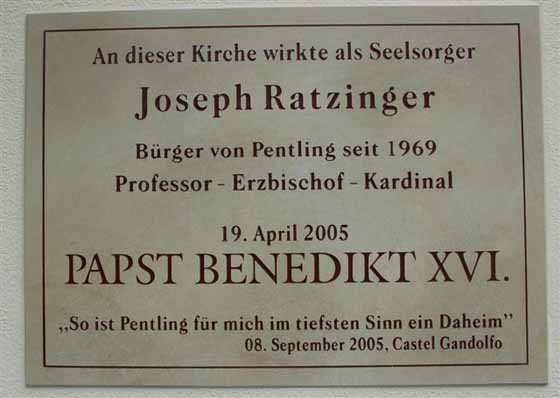 An dieser Kirche wirkte als Seelsorger
Joseph Ratzinger
Bürger von Pentling seit 1969
Professor - Erzbischof - Kardinal
19. April 2005
PAPST BENEDIKT XVI.
„So ist Pentling für mich im tiefsten Sinn ein Daheim”
08. September 2005, Castel Gandolfo